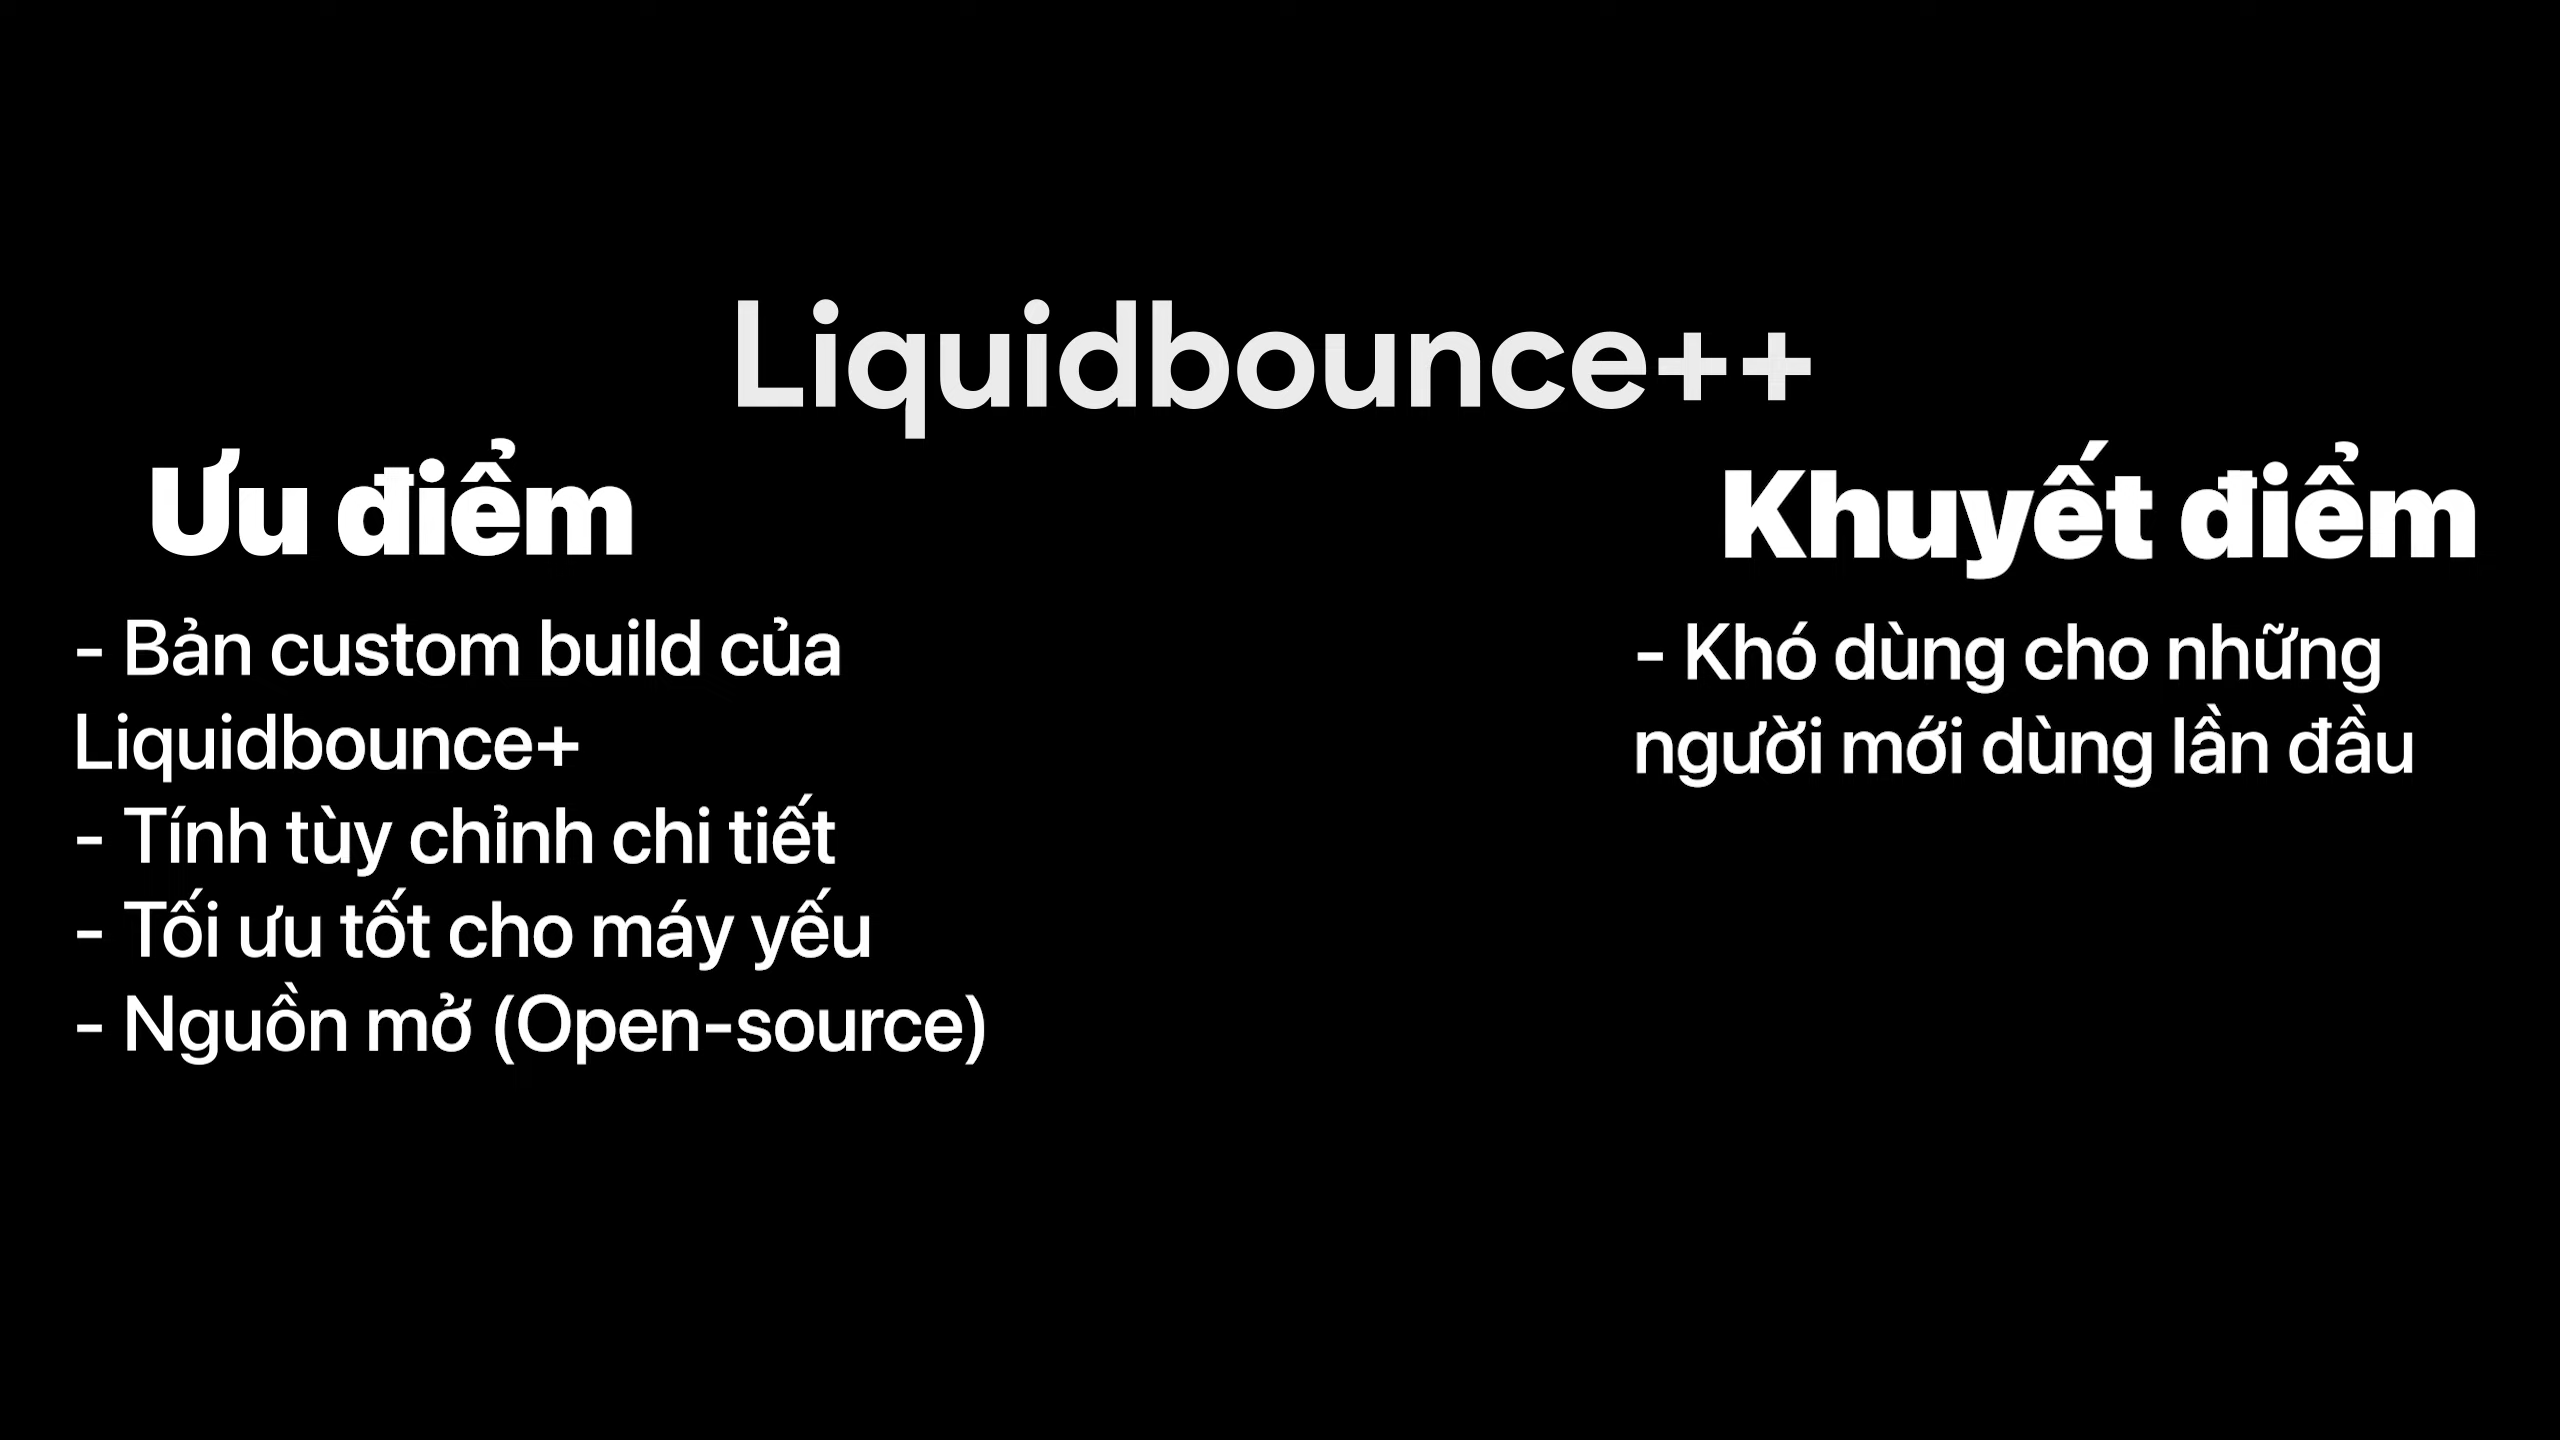 Liquidbounce++
Ưu điểm
- Bản custom build của
Liquidbounce+
- Tính tùy chỉnh chi tiết
- Tối ưu tốt cho máy yếu
- Nguồn mở (Open-source)
Khuyết điểm
- Khó dùng cho những
người mới dùng lần đầu